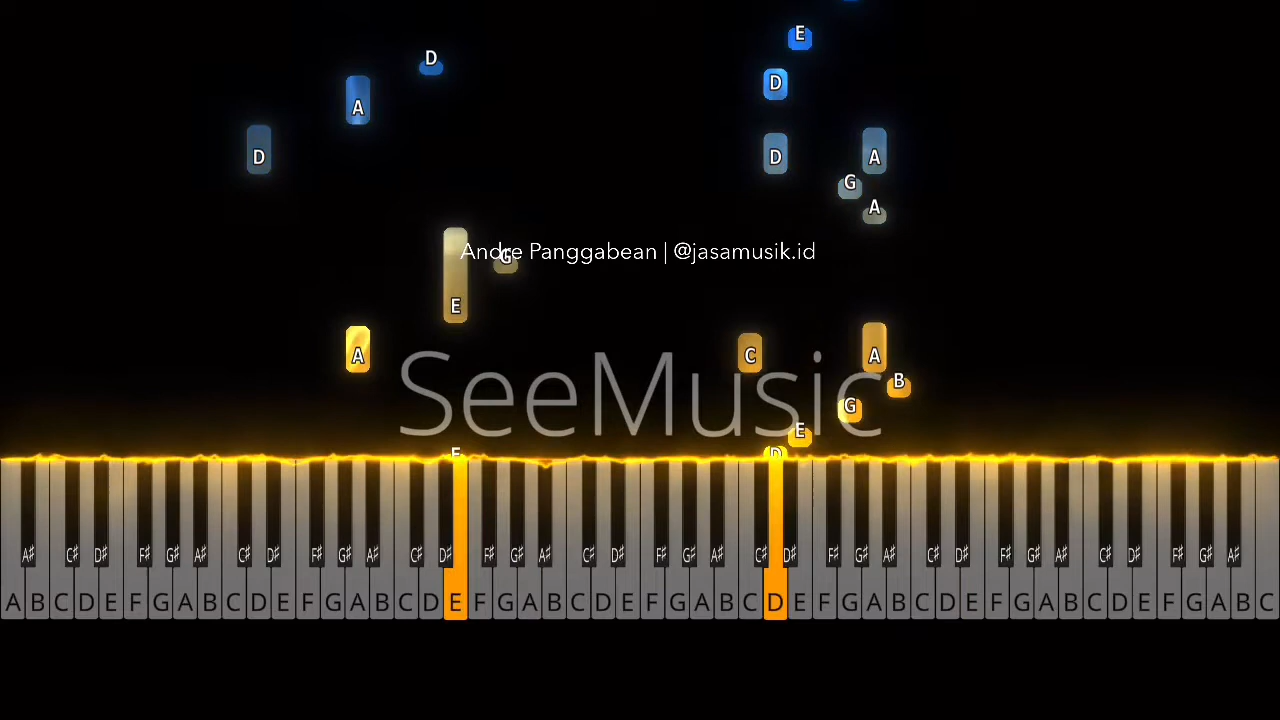 E
D
D
A
D
D
A
G
A
Andre Panggabean | @jasamusik.id
G
E
A
C
A
B
G
E
SeeMusic
E D
A♯ C♯ D♯ F♯ G♯ A♯ C♯ D♯ F♯ G♯ A♯ C♯ D♯ F♯ G♯ A♯ C♯ D♯ F♯ G♯ A♯ C♯ D♯ F♯ G♯ A♯ C♯ D♯ F♯ G♯ A♯ C♯ D♯ F♯ G♯ A♯
A B C D E F G A B C D E F G A B C D E F G A B C D E F G A B C D E F G A B C D E F G A B C D E F G A B C